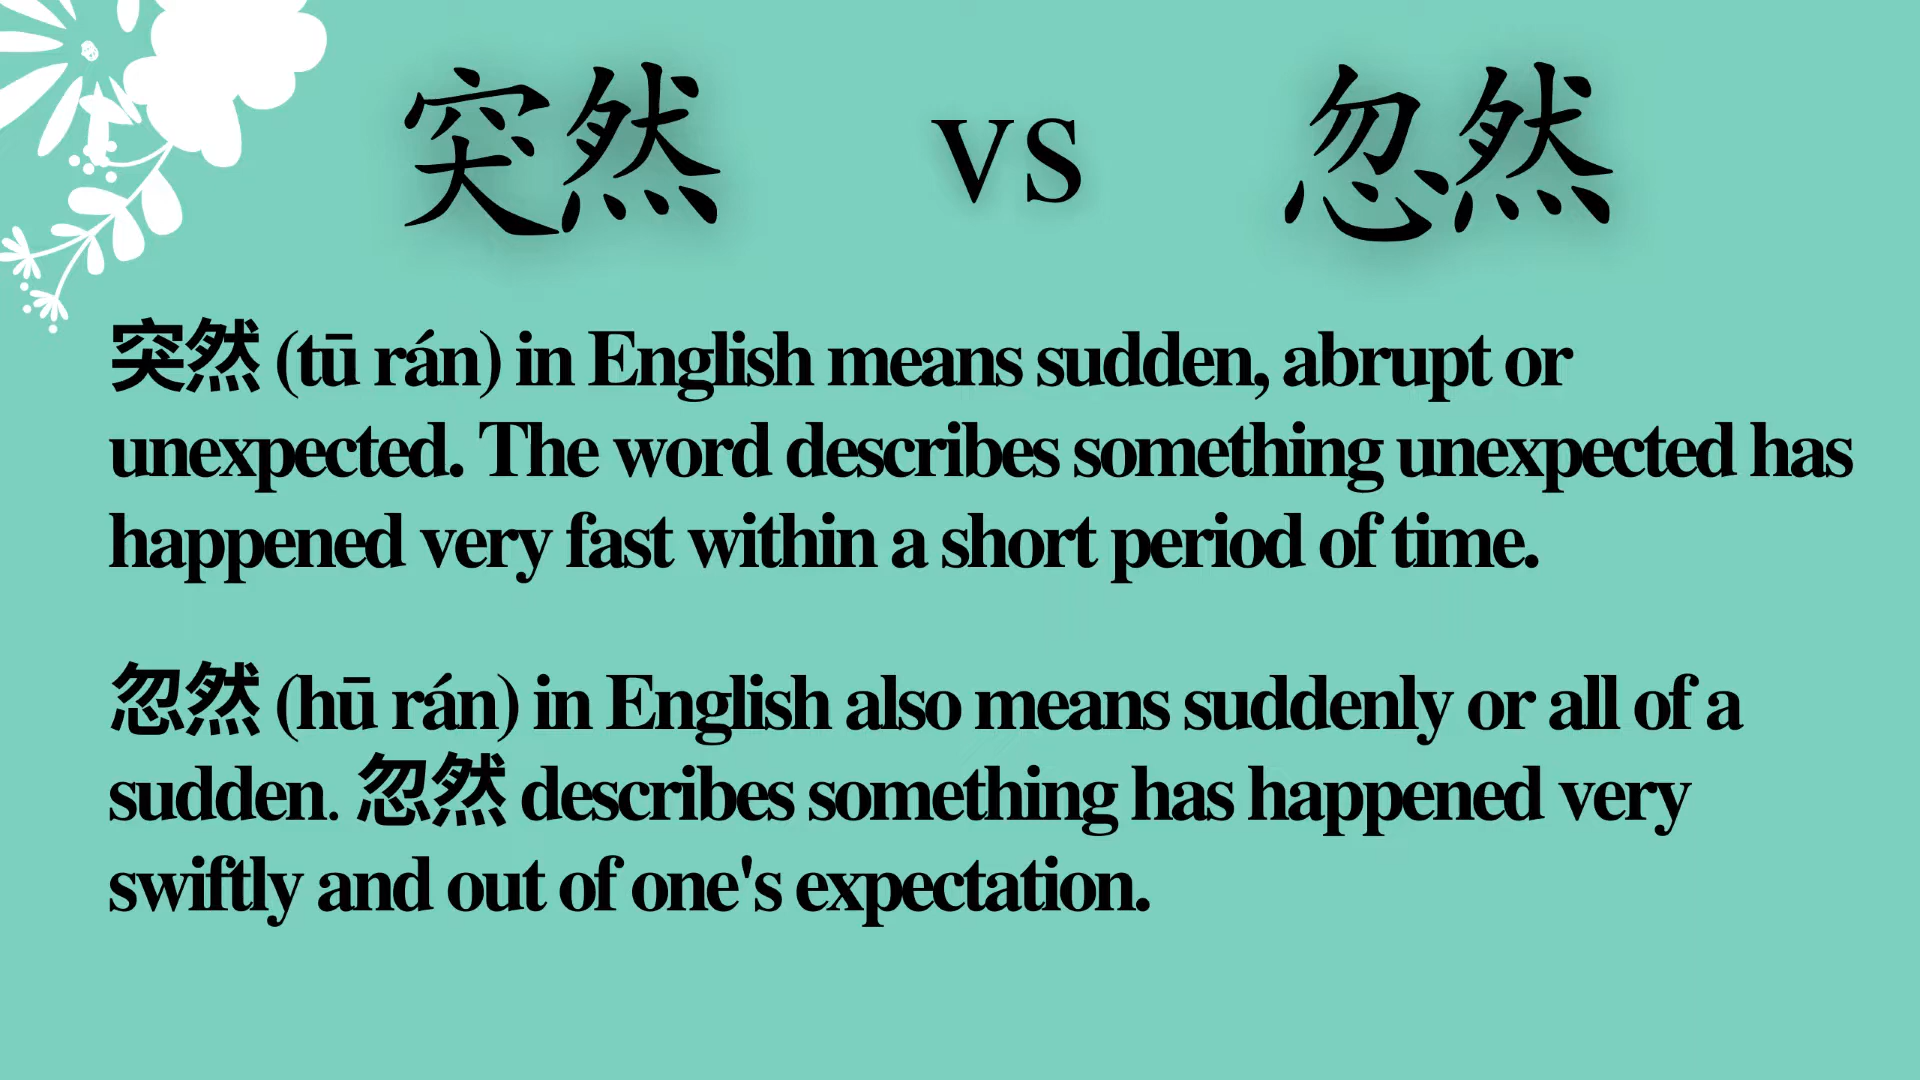 突然 vs 忽然
突然 (tū rán) in English means sudden, abrupt or
unexpected. The word describes something unexpected has
happened very fast within a short period of time.
忽然 (hū rán) in English also means suddenly or all of a
sudden. 忽然 describes something has happened very
swiftly and out of one's expectation.